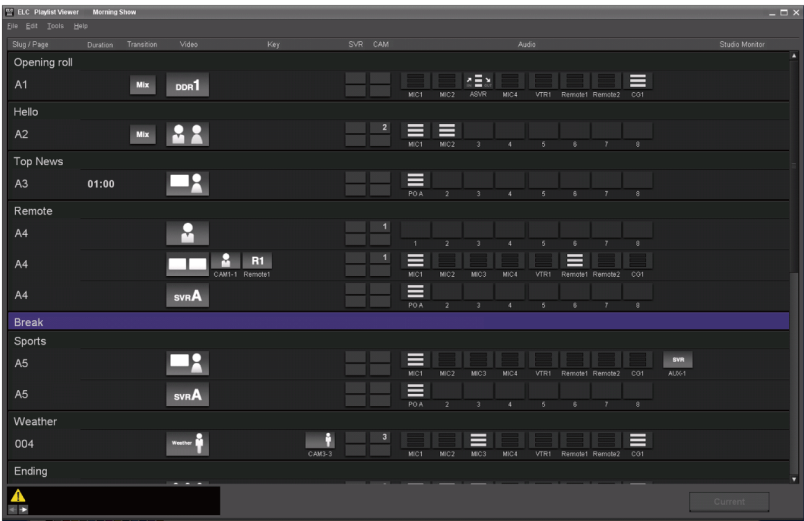 ELC Playlist Viewer Morning Show
File Edit Tools Help
Slug / Page Duration Transition Video Key SVR CAM Audio Studio Monitor
Opening roll
A1 Mix DDR1 MIC1 MIC2 ASVR MIC4 VTR1 Remote1 Remote2 CG1
Hello
A2 Mix 2 MIC1 MIC2 3 4 5 6 7 8
Top News
A3 01:00 PO A 2 3 4 5 6 7 8
Remote
A4 1 1 2 3 4 5 6 7 8
A4 CAM1-1 R1 Remote1 1 MIC1 MIC2 MIC3 MIC4 VTR1 Remote1 Remote2 CG1
A4 SVRA PO A 2 3 4 5 6 7 8
Break
Sports
A5 MIC1 MIC2 MIC3 MIC4 VTR1 Remote1 Remote2 CG1 SVR AUX-1
A5 SVRA PO A 2 3 4 5 6 7 8
Weather
004 Weather CAM3-3 3 MIC1 MIC2 MIC3 MIC4 VTR1 Remote1 Remote2 CG1
Ending
Current